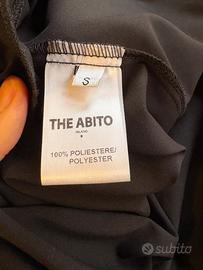 S
THE ABITO
MILANO
100% POLIESTERE/
POLYESTER
subito